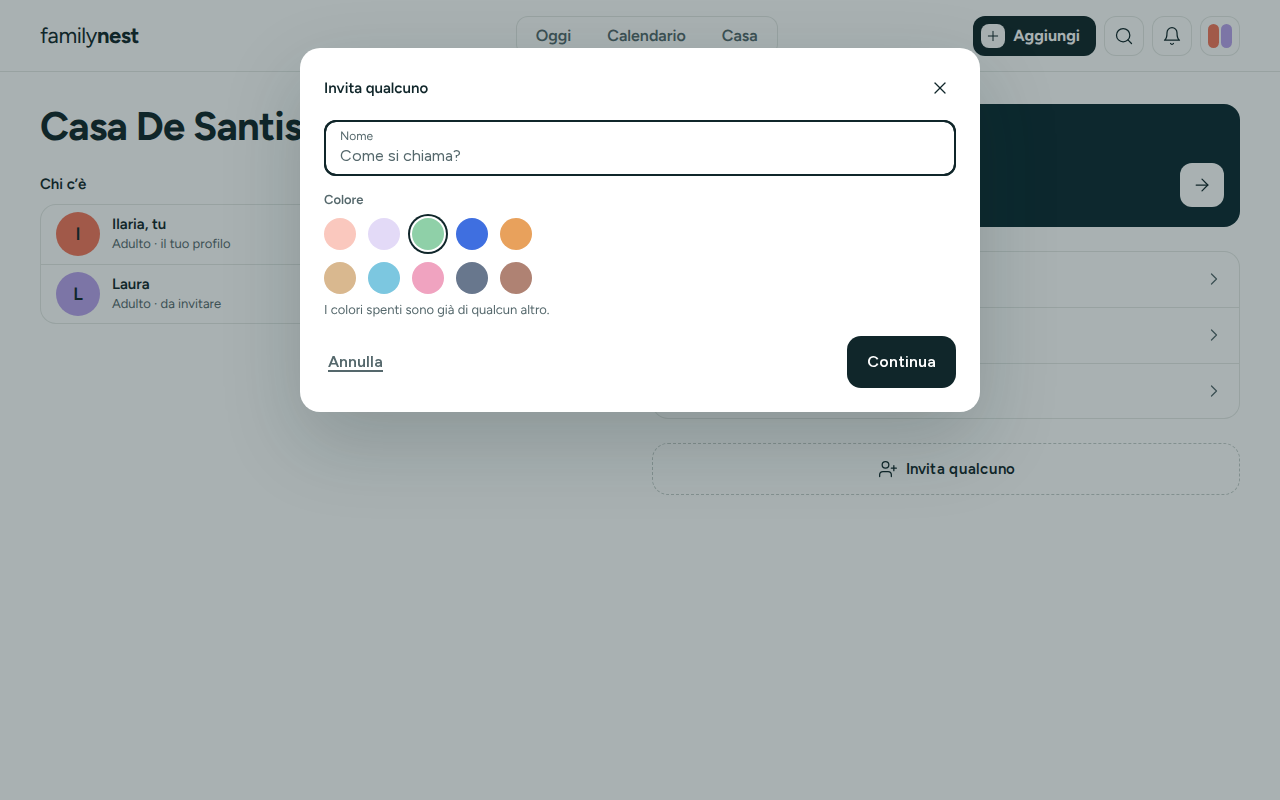 familynest
Oggi
Calendario
Casa
Aggiungi
Casa De Santis
Chi c’è
I
Ilaria, tu
Adulto · il tuo profilo
L
Laura
Adulto · da invitare
Invita qualcuno
Nome
Come si chiama?
Colore
I colori spenti sono già di qualcun altro.
Annulla
Continua
Invita qualcuno